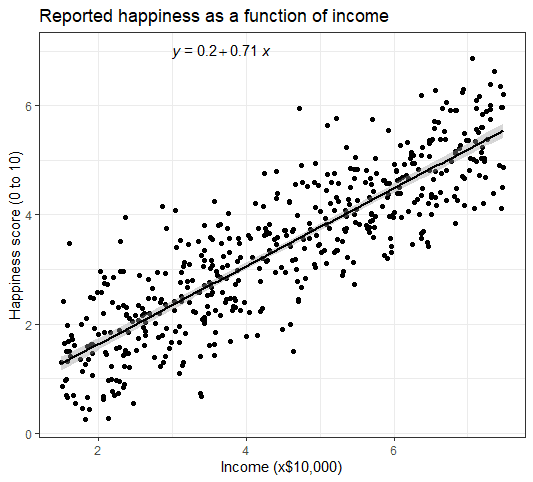 Reported happiness as a function of income
y = 0.2 + 0.71 x
Happiness score (0 to 10)
6
4
2
0
2
4
6
Income (x$10,000)